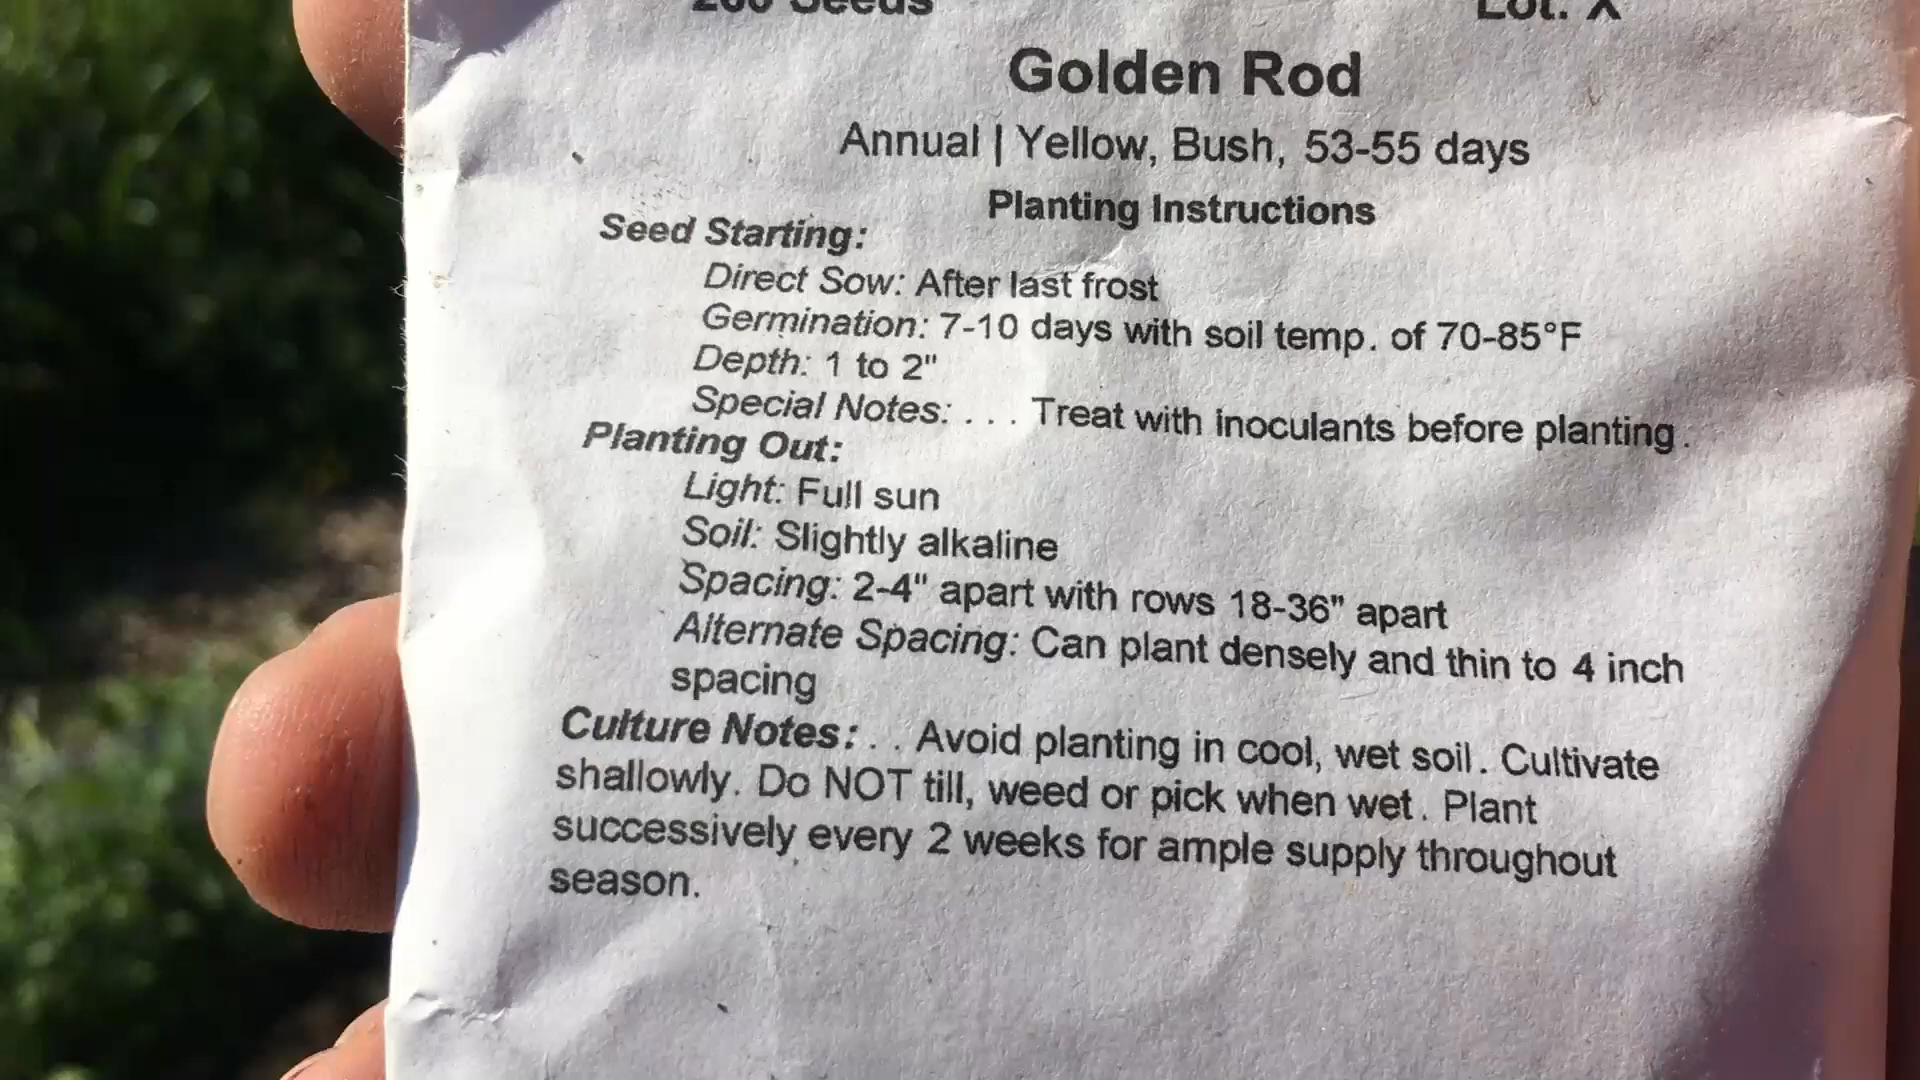 Seeds Lot: X
Golden Rod
Annual | Yellow, Bush, 53-55 days
Planting Instructions
Seed Starting:
Direct Sow: After last frost
Germination: 7-10 days with soil temp. of 70-85°F
Depth: 1 to 2"
Special Notes: . . . Treat with inoculants before planting.
Planting Out:
Light: Full sun
Soil: Slightly alkaline
Spacing: 2-4" apart with rows 18-36" apart
Alternate Spacing: Can plant densely and thin to 4 inch
spacing
Culture Notes: . . Avoid planting in cool, wet soil. Cultivate
shallowly. Do NOT till, weed or pick when wet. Plant
successively every 2 weeks for ample supply throughout
season.